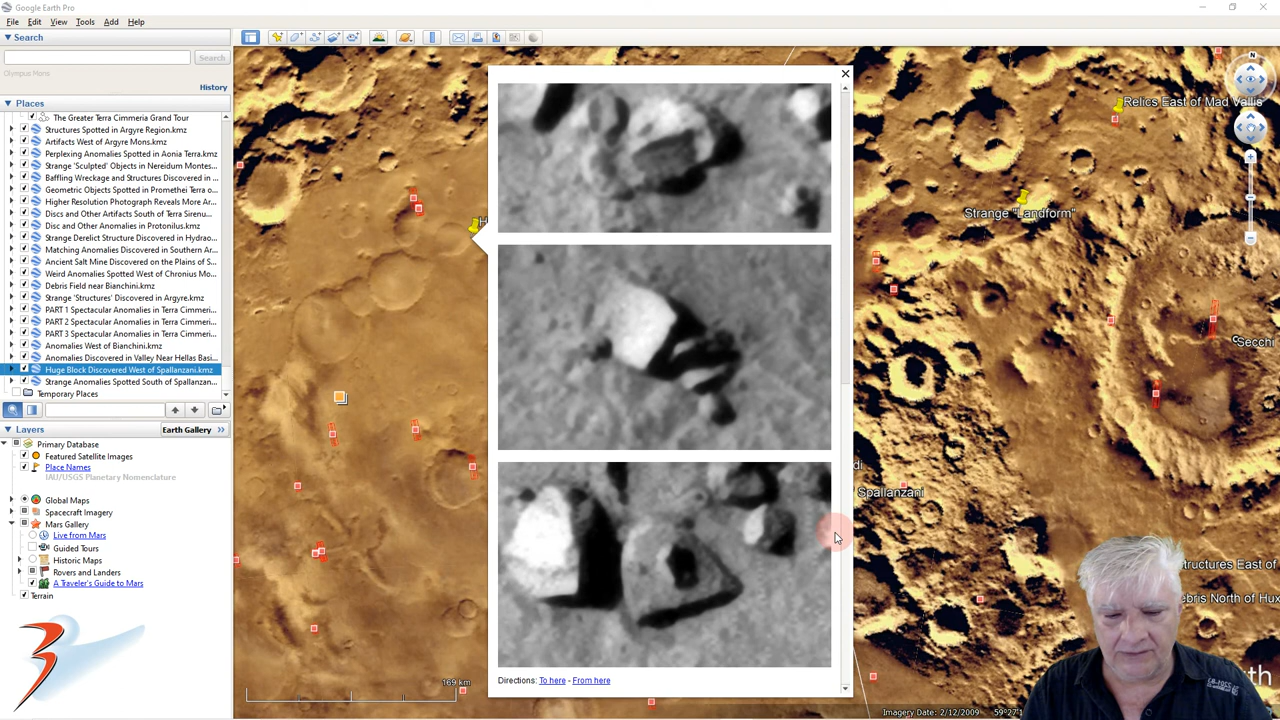 Google Earth Pro
File Edit View Tools Add Help
Search
Search
Olympus Mons
History
Places
The Greater Terra Cimmeria Grand Tour
Structures Spotted in Argyre Region.kmz
Artifacts West of Argyre Mons.kmz
Perplexing Anomalies Spotted in Aonia Terra.kmz
Strange 'Sculpted' Objects in Nereidum Montes...
Baffling Wreckage and Structures Discovered in ...
Geometric Objects Spotted in Promethei Terra o...
Higher Resolution Photograph Reveals More Ar...
Discs and Other Artifacts South of Terra Sirenu...
Disc and Other Anomalies in Protonilus.kmz
Strange Derelict Structure Discovered in Hydrao...
Matching Anomalies Discovered in Southern Ar...
Ancient Salt Mine Discovered on the Plains of S...
Weird Anomalies Spotted West of Chronius Mo...
Debris Field near Bianchini.kmz
Strange 'Structures' Discovered in Argyre.kmz
PART 1 Spectacular Anomalies in Terra Cimmeri...
PART 2 Spectacular Anomalies in Terra Cimmeri...
PART 3 Spectacular Anomalies in Terra Cimmeri...
Anomalies West of Bianchini.kmz
Anomalies Discovered in Valley Near Hellas Basi...
Huge Block Discovered West of Spallanzani.kmz
Strange Anomalies Spotted South of Spallanzan...
Temporary Places
Layers
Earth Gallery >>
Primary Database
Featured Satellite Images
Place Names
IAU/USGS Planetary Nomenclature
Global Maps
Spacecraft Imagery
Mars Gallery
Live from Mars
Guided Tours
Historic Maps
Rovers and Landers
A Traveler's Guide to Mars
Terrain
H
169 km
Directions: To here - From here
N
Relics East of Mad Vallis
Strange "Landform"
Secchi
di
Spallanzani
tructures East of
ebris North of Hux
rth
Imagery Date: 2/12/2009 59°27'1